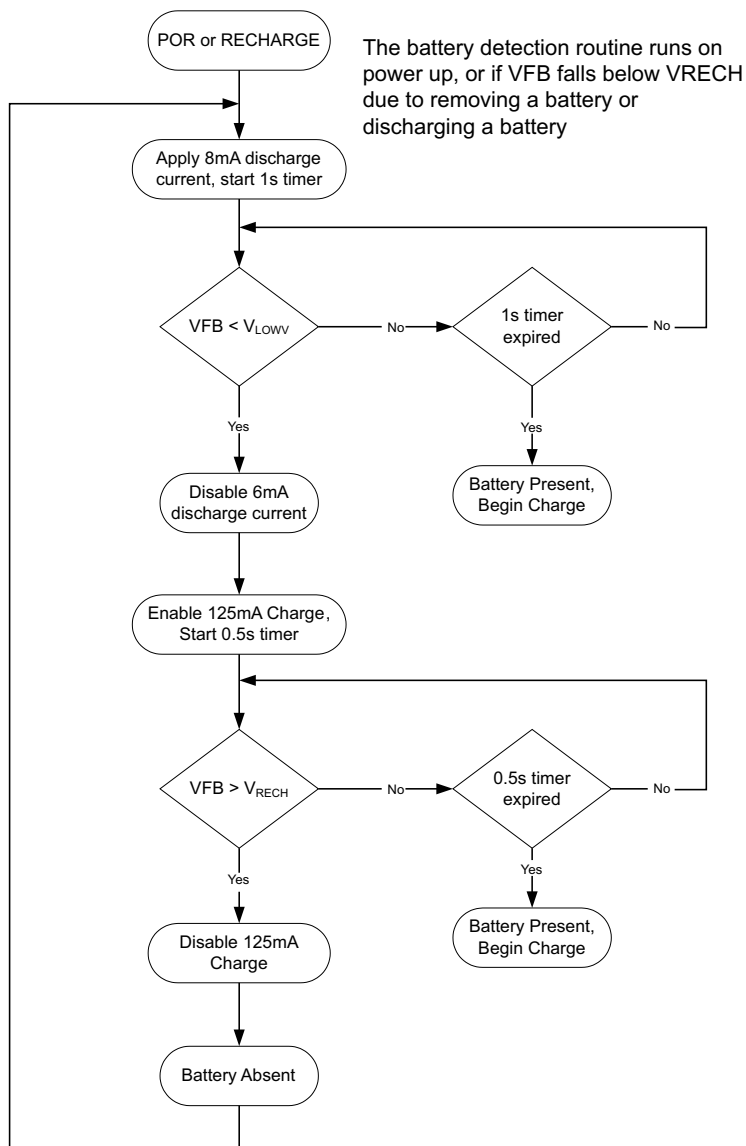 POR or RECHARGE
The battery detection routine runs on
power up, or if VFB falls below VRECH
due to removing a battery or
discharging a battery
Apply 8mA discharge
current, start 1s timer
VFB < VLOWV
No
1s timer
expired
No
Yes
Yes
Disable 6mA
discharge current
Battery Present,
Begin Charge
Enable 125mA Charge,
Start 0.5s timer
VFB > VRECH
No
0.5s timer
expired
No
Yes
Yes
Disable 125mA
Charge
Battery Present,
Begin Charge
Battery Absent